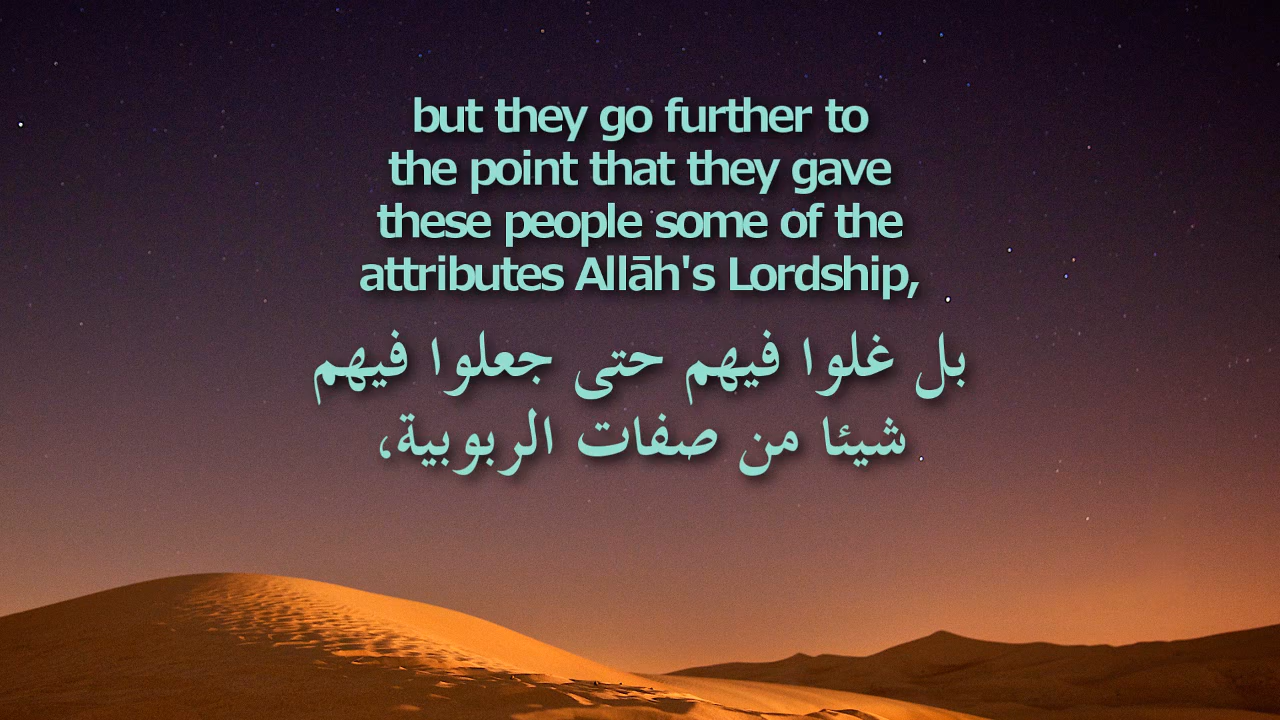 but they go further to
the point that they gave
these people some of the
attributes Allāh's Lordship,
بل غلوا فيهم حتى جعلوا فيهم
شيئا من صفات الربوبية،